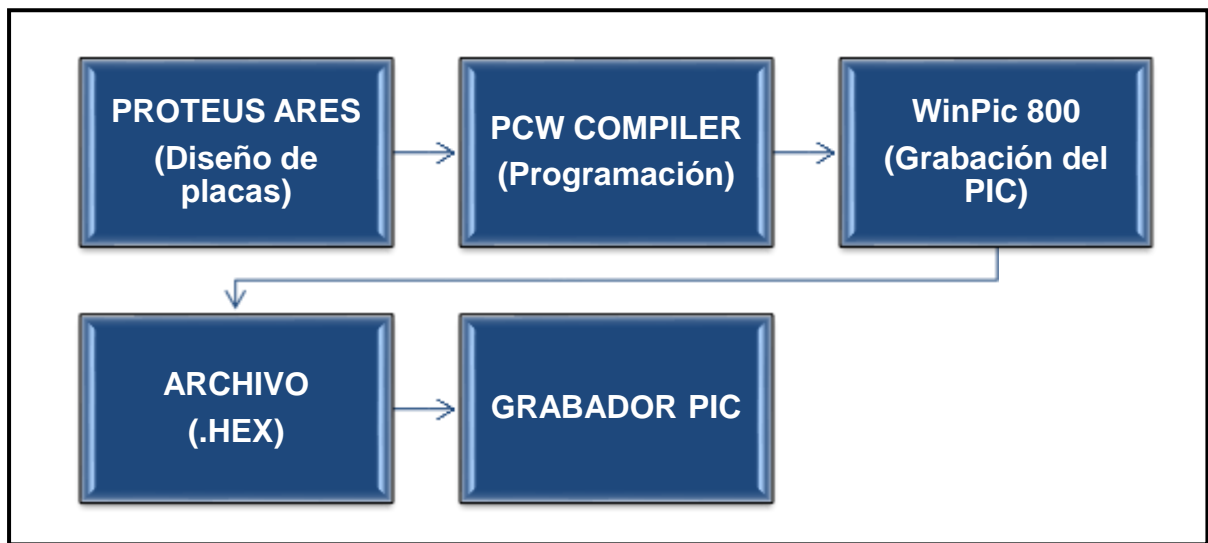 PROTEUS ARES
(Diseño de
placas)
PCW COMPILER
(Programación)
WinPic 800
(Grabación del
PIC)
ARCHIVO
(.HEX)
GRABADOR PIC